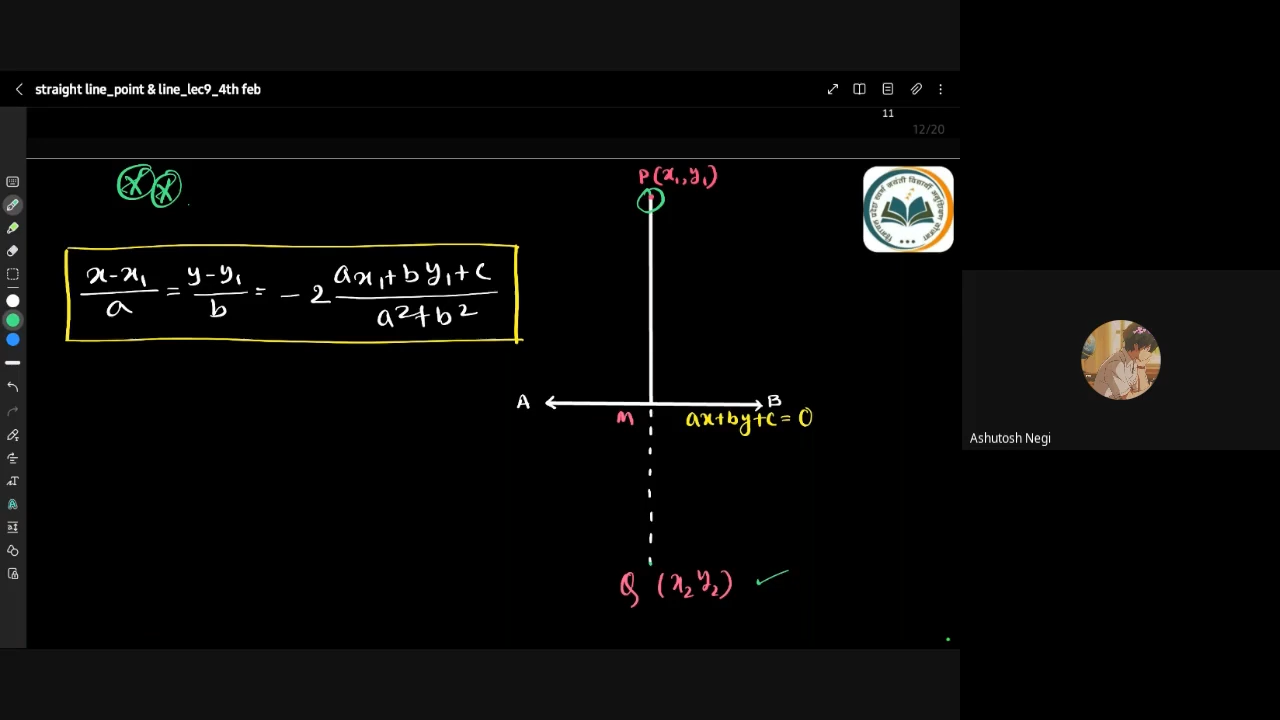 straight line_point & line_lec9_4th feb
11
12/20
P(x₁,y₁)
(x-x₁)/a = (y-y₁)/b = -2 (ax₁+by₁+c)/(a²+b²)
A
B
M
ax+by+c=0
Q (x₂ y₂)
Ashutosh Negi